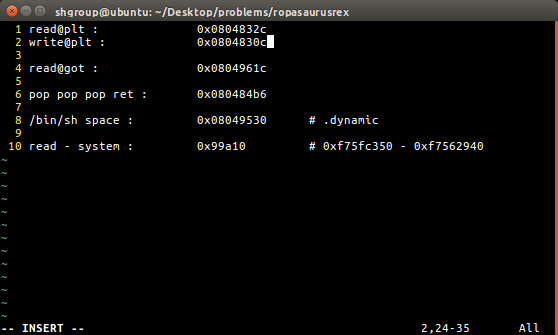 shgroup@ubuntu: ~/Desktop/problems/ropasaurusrex
1 read@plt : 0x0804832c
2 write@plt : 0x0804830c
3
4 read@got : 0x0804961c
5
6 pop pop pop ret : 0x080484b6
7
8 /bin/sh space : 0x08049530 # .dynamic
9
10 read - system : 0x99a10 # 0xf75fc350 - 0xf7562940
~
~
~
~
~
~
~
~
~
~
~
~
-- INSERT -- 2,24-35 All